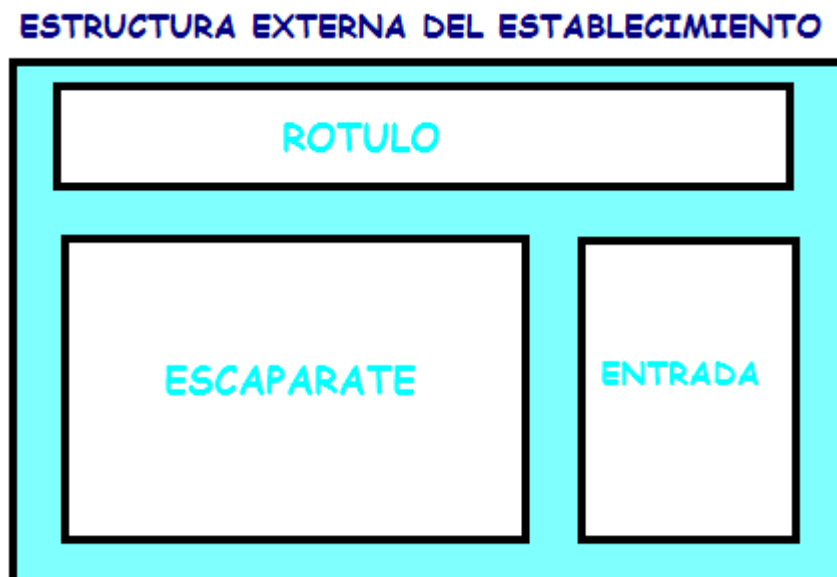 ESTRUCTURA EXTERNA DEL ESTABLECIMIENTO
ROTULO
ESCAPARATE
ENTRADA